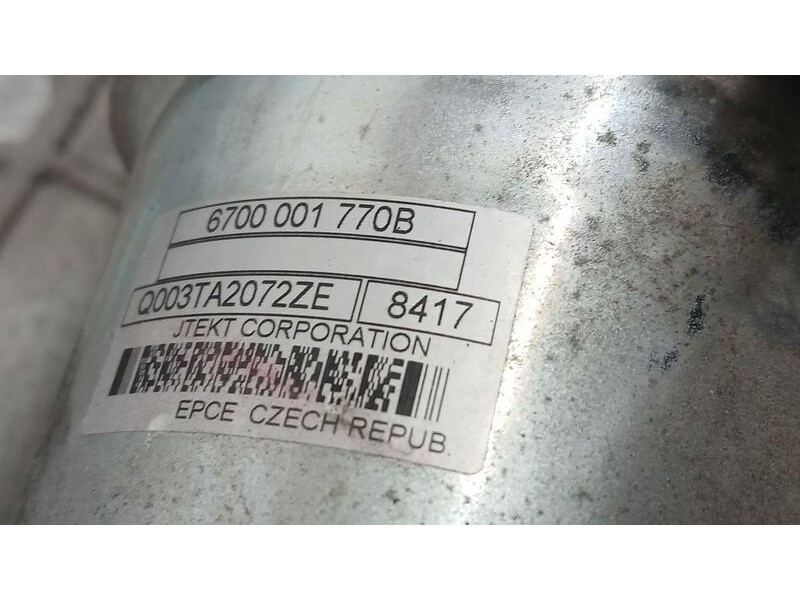 6700 001 770B
Q003TA2072ZE 8417
JTEKT CORPORATION
EPCE CZECH REPUB.